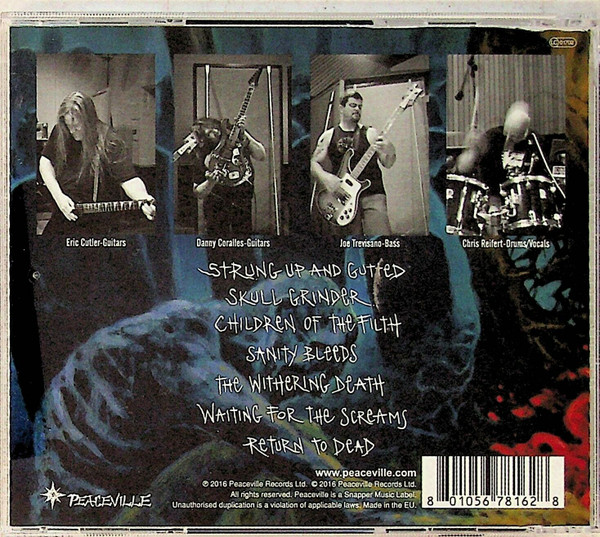 Eric Cutler-Guitars
Danny Coralles-Guitars
Joe Trevisano-Bass
Chris Reifert-Drums/Vocals
STRUNG UP AND GUTTED
SKULL GRINDER
CHILDREN OF THE FILTH
SANITY BLEEDS
THE WITHERING DEATH
WAITING FOR THE SCREAMS
RETURN TO DEAD
www.peaceville.com
PEACEVILLE
℗ 2016 Peaceville Records Ltd. © 2016 Peaceville Records Ltd.
All rights reserved. Peaceville is a Snapper Music Label.
Unauthorised duplication is a violation of applicable laws. Made in the EU.
8 01056 78162 8